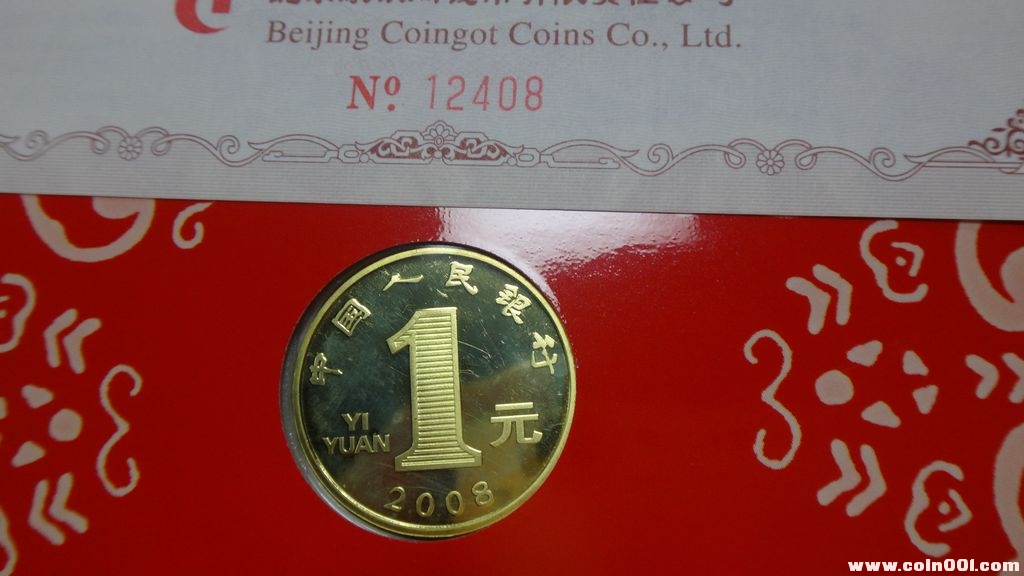 Beijing Coingot Coins Co., Ltd.
Nº 12408
中国人民银行
1
YI
YUAN
元
2008
www.coin001.com